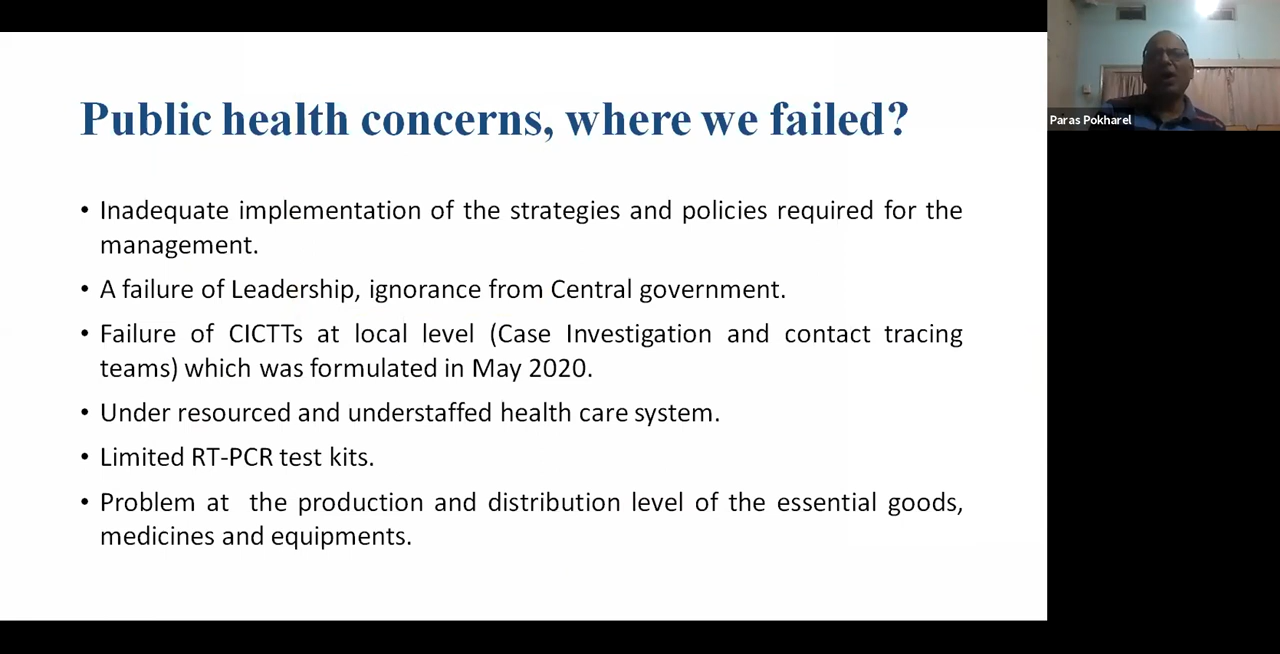 Public health concerns, where we failed?
• Inadequate implementation of the strategies and policies required for the
management.
• A failure of Leadership, ignorance from Central government.
• Failure of CICTTs at local level (Case Investigation and contact tracing
teams) which was formulated in May 2020.
• Under resourced and understaffed health care system.
• Limited RT-PCR test kits.
• Problem at  the production and distribution level of the essential goods,
medicines and equipments.
Paras Pokharel